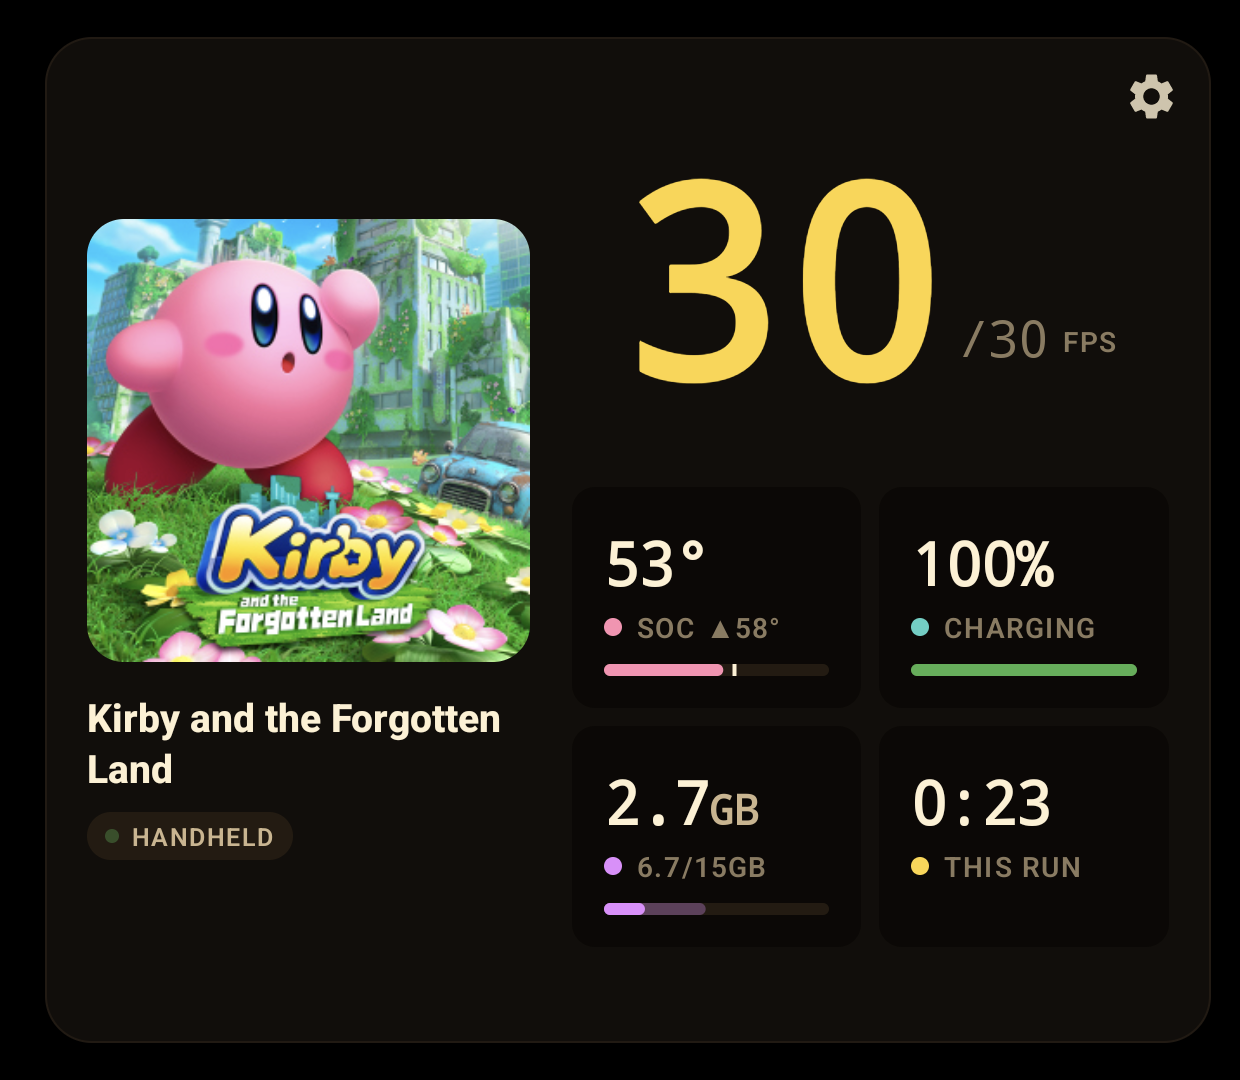 30 /30 FPS
Kirby
and the
Forgotten Land
Kirby and the Forgotten
Land
HANDHELD
53°
SOC ▲58°
100%
CHARGING
2.7GB
6.7/15GB
0:23
THIS RUN